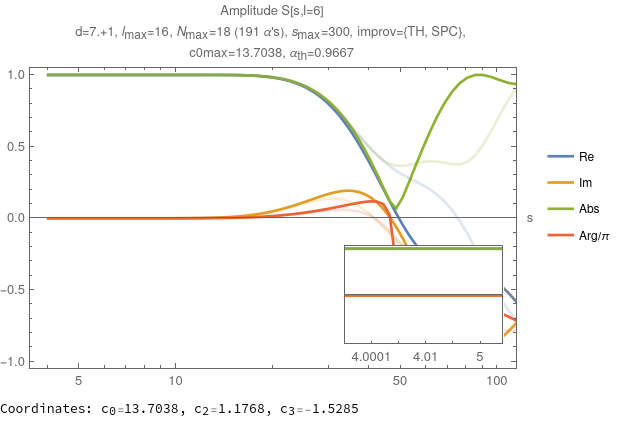 Amplitude S[s,l=6]
d=7.+1, lmax=16, Nmax=18 (191 α's), smax=300, improv={TH, SPC},
c0max=13.7038, αth=0.9667
1.0
0.5
0.0
-0.5
-1.0
s
Re
Im
Abs
Arg/π
4.0001 4.01 5
5 10 50 100
Coordinates: c0=13.7038, c2=1.1768, c3=-1.5285